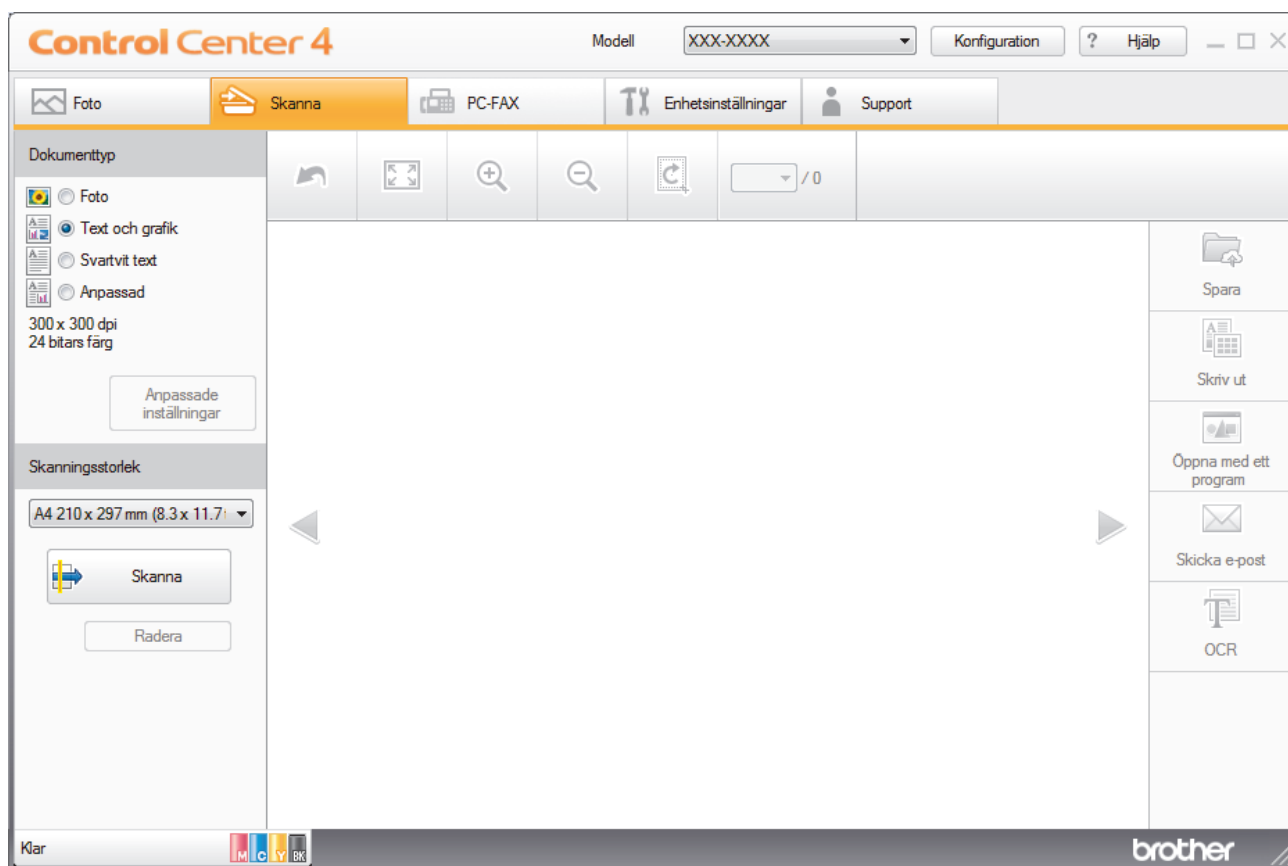 Control Center 4
Modell XXX-XXXX Konfiguration ? Hjälp
Foto Skanna PC-FAX Enhetsinställningar Support
Dokumenttyp
/ 0
Foto
Text och grafik
Svartvit text
Anpassad
300 x 300 dpi
24 bitars färg
Anpassade
inställningar
Skanningsstorlek
A4 210 x 297 mm (8.3 x 11.7
Skanna
Radera
Spara
Skriv ut
Öppna med ett
program
Skicka e-post
OCR
Klar
M C Y BK
brother